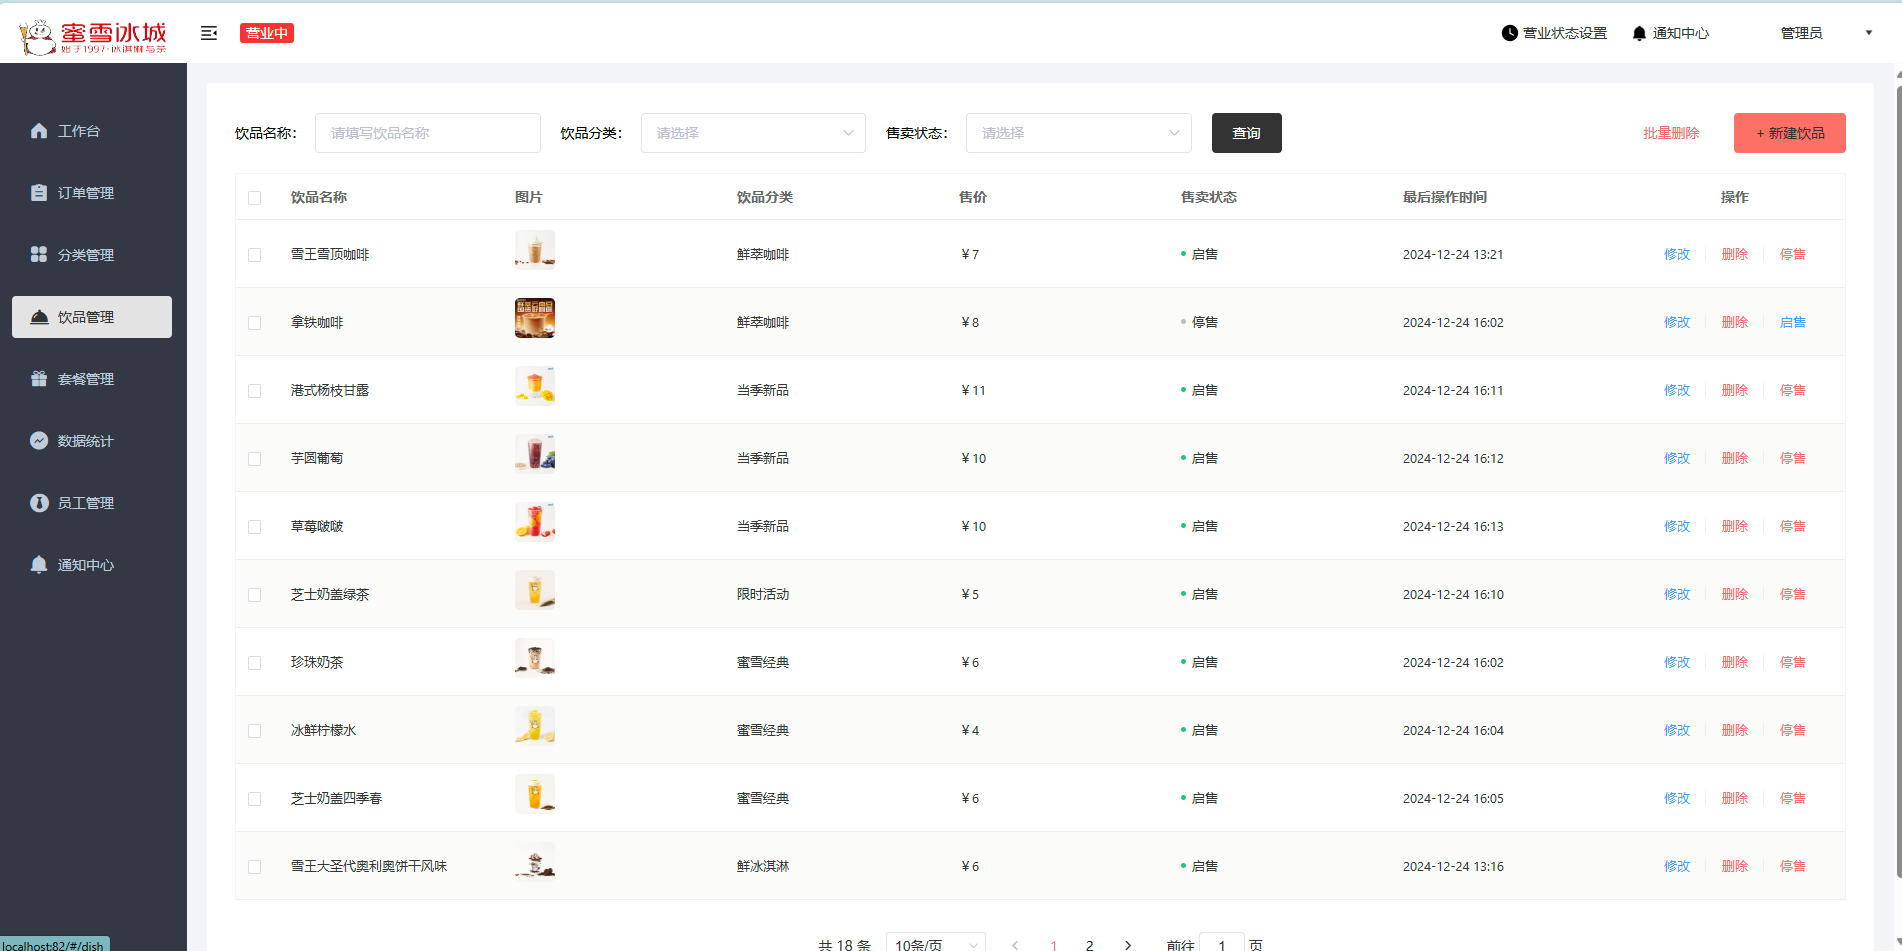 蜜雪冰城
始于1997·冰淇淋与茶
营业中
营业状态设置 通知中心 管理员
工作台
订单管理
分类管理
饮品管理
套餐管理
数据统计
员工管理
通知中心
饮品名称： 请填写饮品名称 饮品分类： 请选择 售卖状态： 请选择 查询 批量删除 + 新建饮品
饮品名称 图片 饮品分类 售价 售卖状态 最后操作时间 操作
雪王雪顶咖啡 鲜萃咖啡 ￥7 启售 2024-12-24 13:21 修改 删除 停售
拿铁咖啡 鲜萃咖啡 ￥8 停售 2024-12-24 16:02 修改 删除 启售
港式杨枝甘露 当季新品 ￥11 启售 2024-12-24 16:11 修改 删除 停售
芋圆葡萄 当季新品 ￥10 启售 2024-12-24 16:12 修改 删除 停售
草莓啵啵 当季新品 ￥10 启售 2024-12-24 16:13 修改 删除 停售
芝士奶盖绿茶 限时活动 ￥5 启售 2024-12-24 16:10 修改 删除 停售
珍珠奶茶 蜜雪经典 ￥6 启售 2024-12-24 16:02 修改 删除 停售
冰鲜柠檬水 蜜雪经典 ￥4 启售 2024-12-24 16:04 修改 删除 停售
芝士奶盖四季春 蜜雪经典 ￥6 启售 2024-12-24 16:05 修改 删除 停售
雪王大圣代奥利奥饼干风味 鲜冰淇淋 ￥6 启售 2024-12-24 13:16 修改 删除 停售
共 18 条 10条/页 1 2 前往 1 页
localhost:82/#/dish